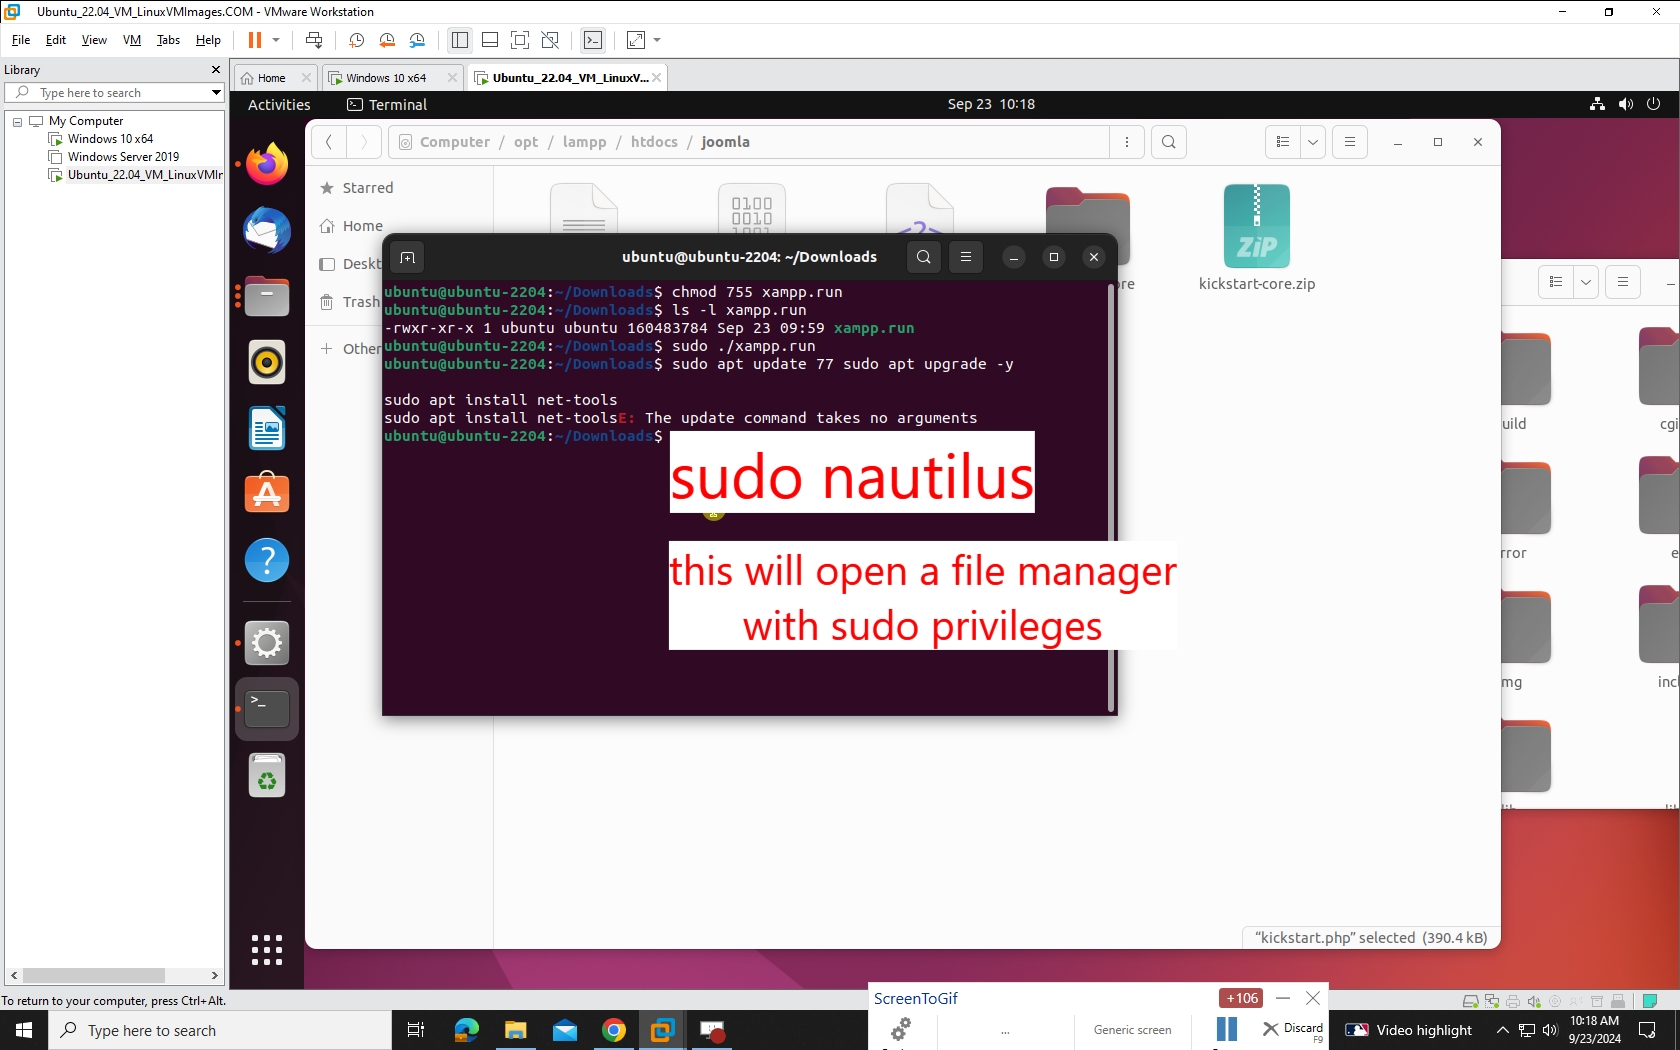 Ubuntu_22.04_VM_LinuxVMImages.COM - VMware Workstation
File Edit View VM Tabs Help
Library
Type here to search
Home
Windows 10 x64
Ubuntu_22.04_VM_LinuxV...
My Computer
Windows 10 x64
Windows Server 2019
Ubuntu_22.04_VM_LinuxVMIr
Activities
Terminal
Sep 23 10:18
Computer / opt / lampp / htdocs / joomla
Starred
Home
Deskt
Trash
Other
kickstart-core.zip
ubuntu@ubuntu-2204: ~/Downloads
ubuntu@ubuntu-2204:~/Downloads$ chmod 755 xampp.run
ubuntu@ubuntu-2204:~/Downloads$ ls -l xampp.run
-rwxr-xr-x 1 ubuntu ubuntu 160483784 Sep 23 09:59 xampp.run
ubuntu@ubuntu-2204:~/Downloads$ sudo ./xampp.run
ubuntu@ubuntu-2204:~/Downloads$ sudo apt update 77 sudo apt upgrade -y
sudo apt install net-tools
sudo apt install net-toolsE: The update command takes no arguments
ubuntu@ubuntu-2204:~/Downloads$
sudo nautilus
this will open a file manager
with sudo privileges
re
uild
cgi
rror
e
mg
incl
"kickstart.php" selected (390.4 kB)
To return to your computer, press Ctrl+Alt.
ScreenToGif
+106
...
Generic screen
Discard
F9
Type here to search
Video highlight
10:18 AM
9/23/2024